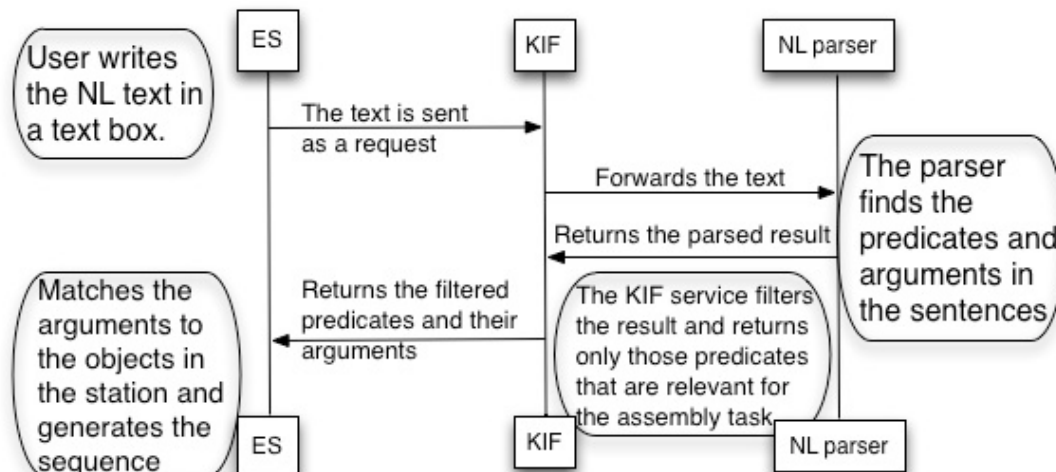 ES
KIF
NL parser
User writes
the NL text in
a text box.
The text is sent
as a request
Forwards the text
The parser
finds the
predicates and
arguments in
the sentences
Returns the parsed result
Returns the filtered
predicates and their
arguments
The KIF service filters
the result and returns
only those predicates
that are relevant for
the assembly task
Matches the
arguments to
the objects in
the station and
generates the
sequence
ES
KIF
NL parser